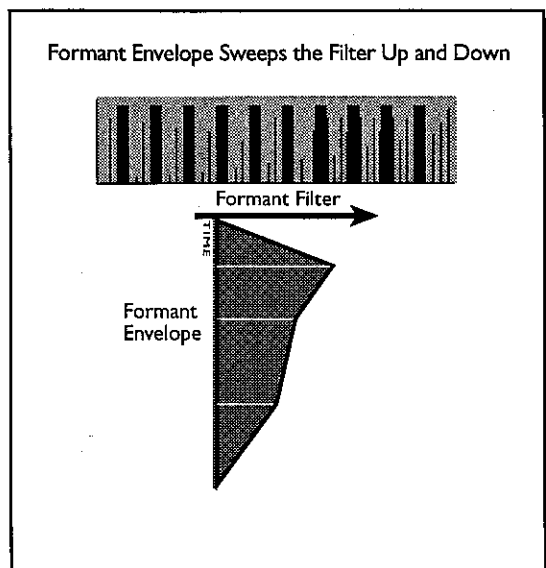 Formant Envelope Sweeps the Filter Up and Down
Formant Filter
TIME
Formant
Envelope